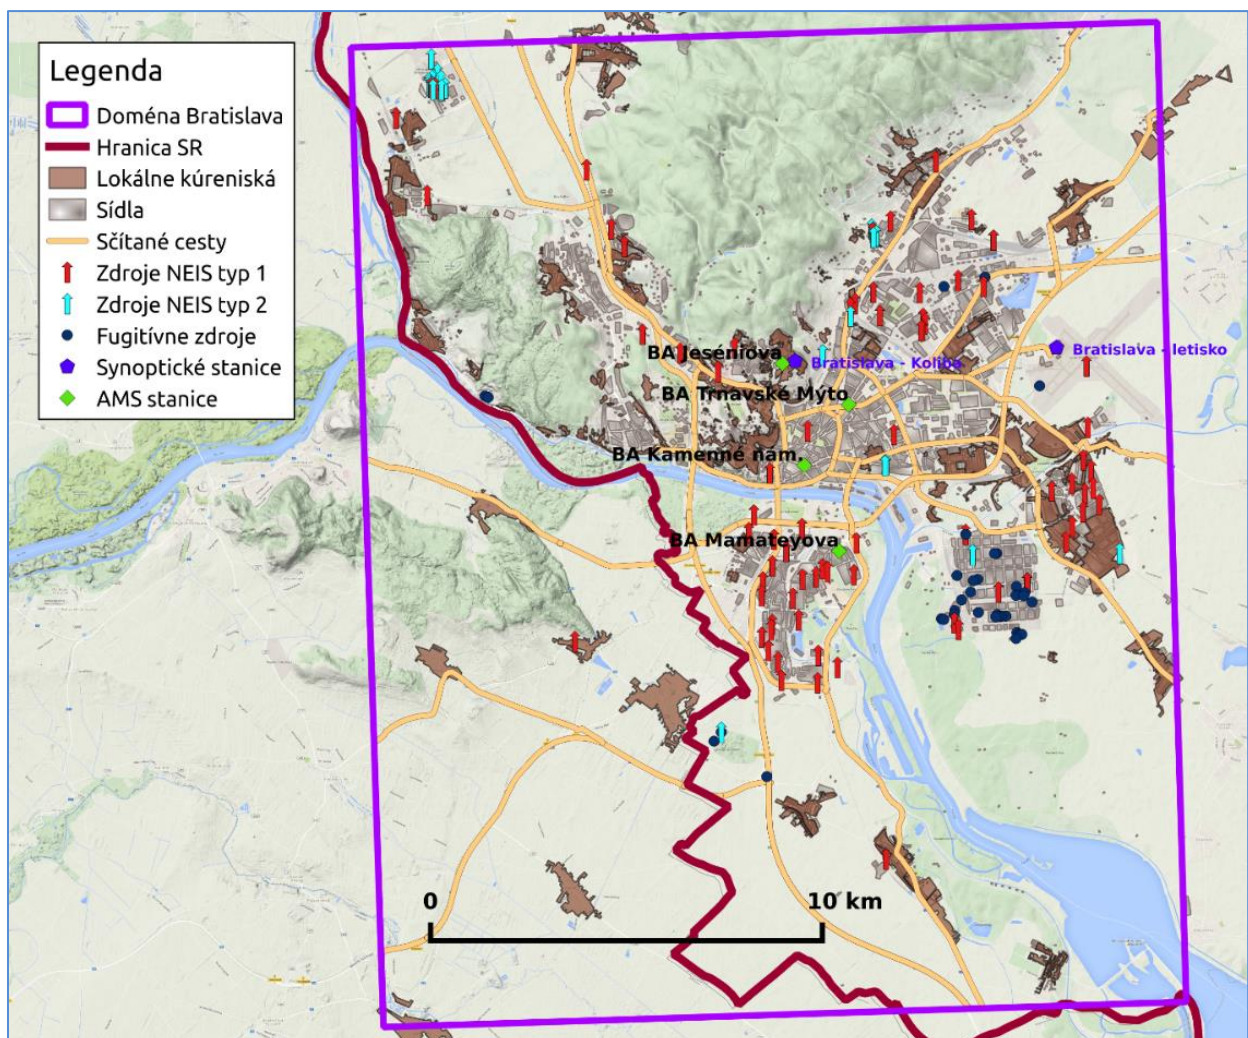 Legenda
Doména Bratislava
Hranica SR
Lokálne kúreniská
Sídla
Sčítané cesty
Zdroje NEIS typ 1
Zdroje NEIS typ 2
Fugitívne zdroje
Synoptické stanice
AMS stanice
BA Jeséniova
Bratislava - Koliba
Bratislava - letisko
BA Trnavské Mýto
BA Kamenné nám.
BA Mamateyova
0
10 km